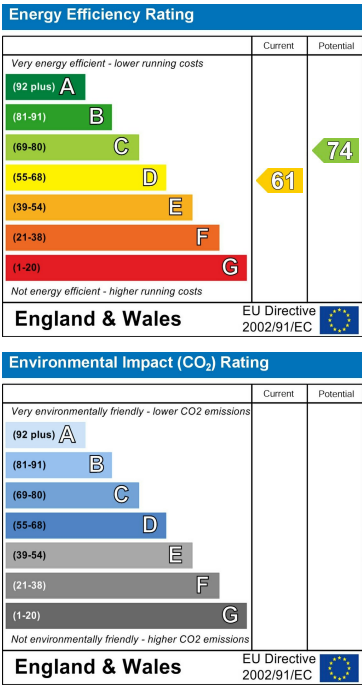 Energy Efficiency Rating
Current Potential
Very energy efficient - lower running costs
(92 plus) A
(81-91) B
(69-80) C
74
(55-68) D
61
(39-54) E
(21-38) F
(1-20) G
Not energy efficient - higher running costs
England & Wales
EU Directive
2002/91/EC
Environmental Impact (CO₂) Rating
Current Potential
Very environmentally friendly - lower CO2 emissions
(92 plus) A
(81-91) B
(69-80) C
(55-68) D
(39-54) E
(21-38) F
(1-20) G
Not environmentally friendly - higher CO2 emissions
England & Wales
EU Directive
2002/91/EC